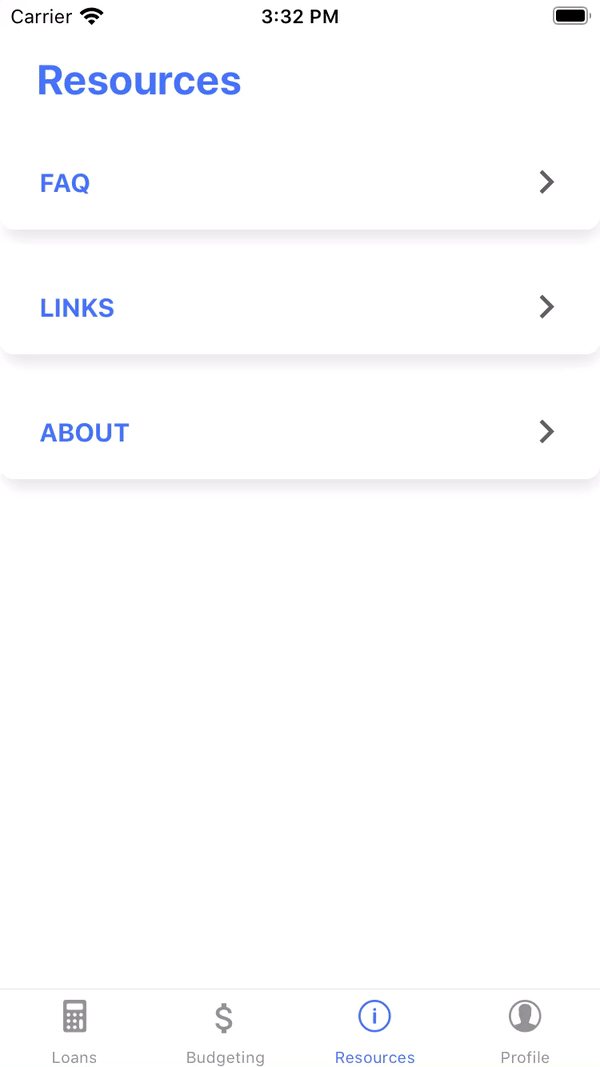 Carrier 3:32 PM
Resources
FAQ
LINKS
ABOUT
Loans Budgeting Resources Profile